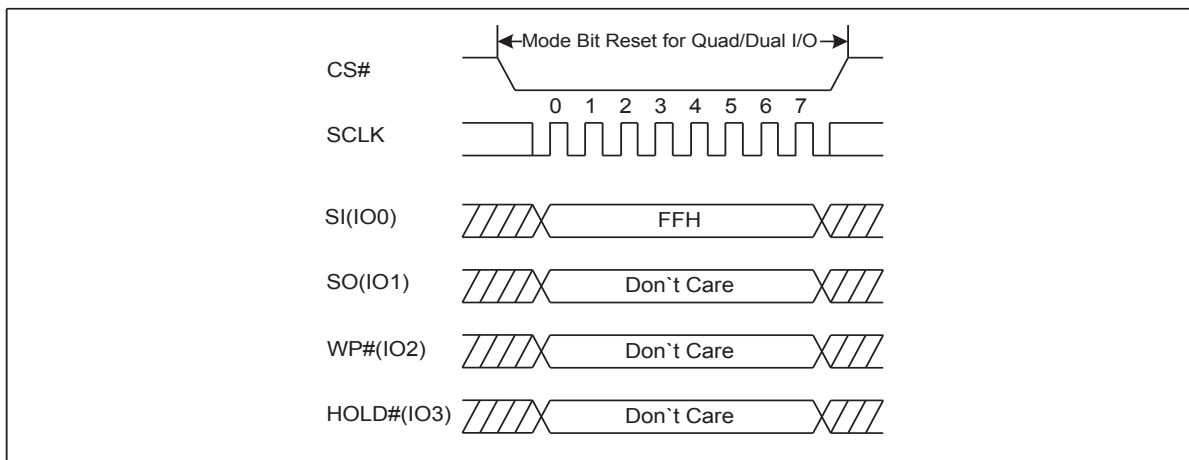 Mode Bit Reset for Quad/Dual I/O
CS#
0 1 2 3 4 5 6 7
SCLK
SI(IO0) FFH
SO(IO1) Don`t Care
WP#(IO2) Don`t Care
HOLD#(IO3) Don`t Care